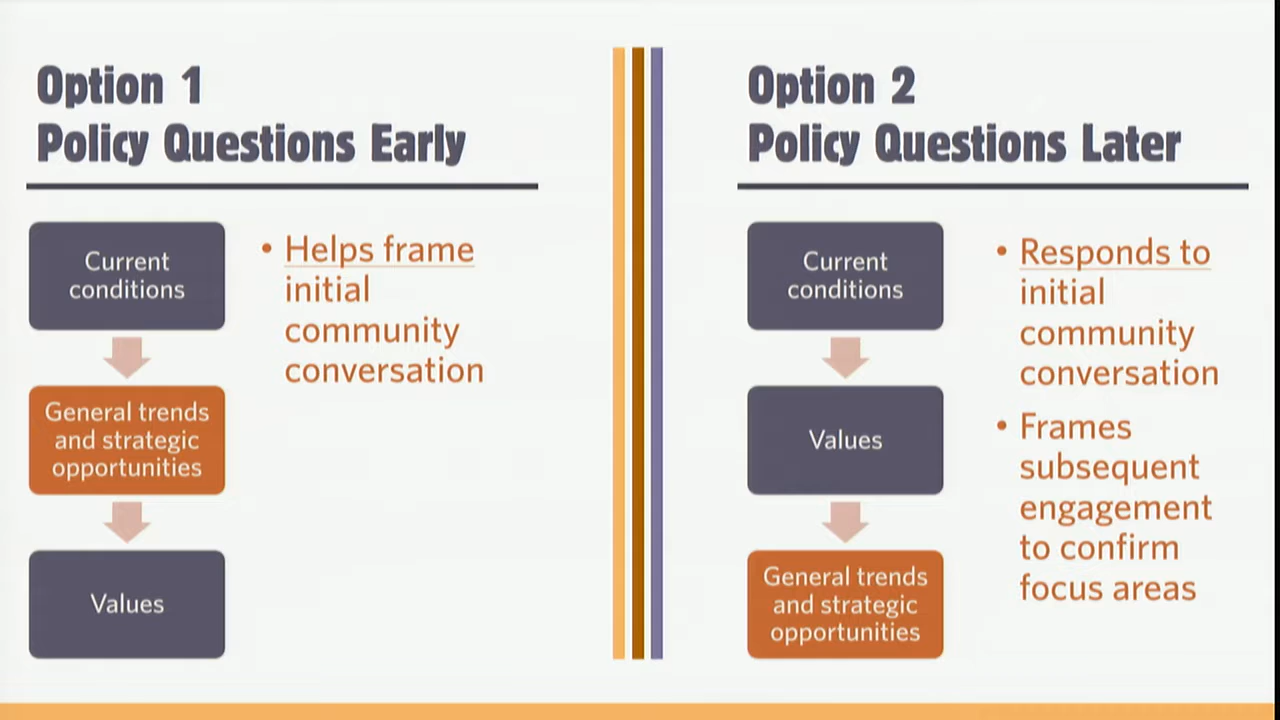 Option 1
Policy Questions Early
Current
conditions
General trends
and strategic
opportunities
Values
• Helps frame
initial
community
conversation
Option 2
Policy Questions Later
Current
conditions
Values
General trends
and strategic
opportunities
• Responds to
initial
community
conversation
• Frames
subsequent
engagement
to confirm
focus areas